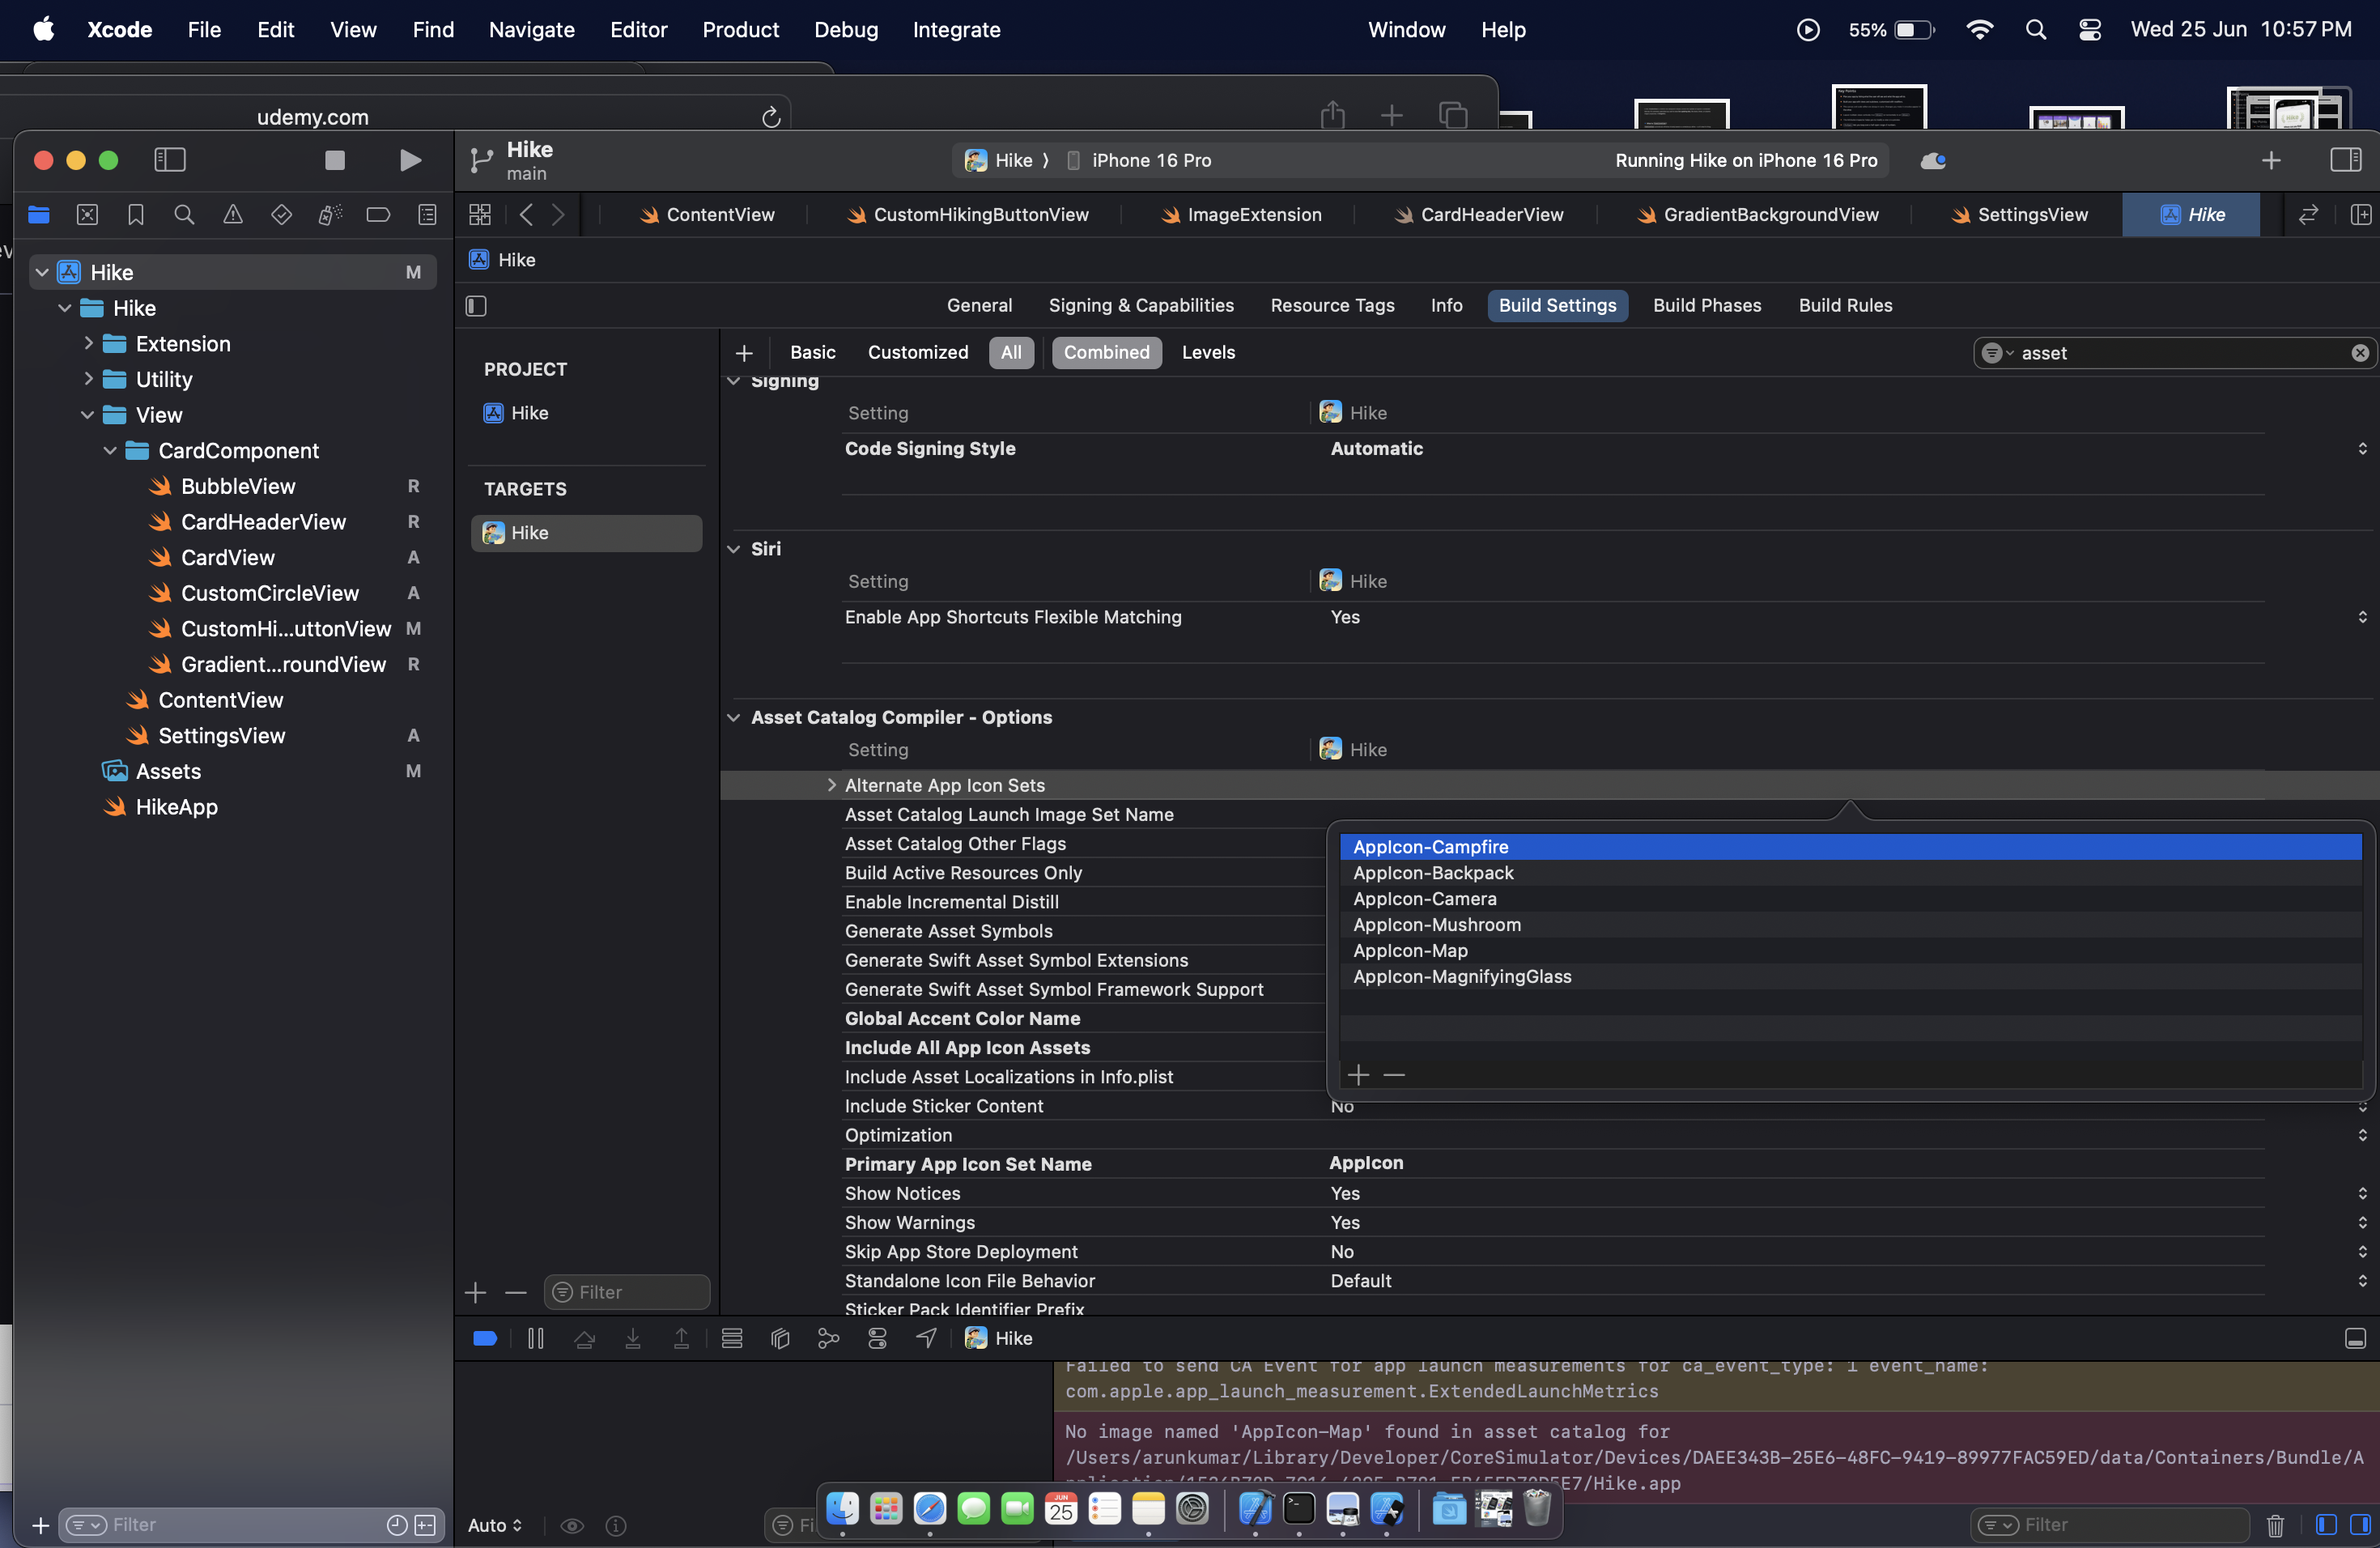 Xcode File Edit View Find Navigate Editor Product Debug Integrate Window Help 55% Wed 25 Jun 10:57 PM
udemy.com
Hike
main
Hike
iPhone 16 Pro
Running Hike on iPhone 16 Pro
ContentView
CustomHikingButtonView
ImageExtension
CardHeaderView
GradientBackgroundView
SettingsView
Hike
Hike M
Hike
Extension
Utility
View
CardComponent
BubbleView R
CardHeaderView R
CardView A
CustomCircleView A
CustomHi...uttonView M
Gradient...roundView R
ContentView
SettingsView A
Assets M
HikeApp
Filter
Hike
General Signing & Capabilities Resource Tags Info Build Settings Build Phases Build Rules
PROJECT
Hike
TARGETS
Hike
Filter
Basic Customized All Combined Levels
asset
Signing
Setting Hike
Code Signing Style Automatic
Siri
Setting Hike
Enable App Shortcuts Flexible Matching Yes
Asset Catalog Compiler - Options
Setting Hike
Alternate App Icon Sets
Asset Catalog Launch Image Set Name
Asset Catalog Other Flags
Build Active Resources Only
Enable Incremental Distill
Generate Asset Symbols
Generate Swift Asset Symbol Extensions
Generate Swift Asset Symbol Framework Support
Global Accent Color Name
Include All App Icon Assets
Include Asset Localizations in Info.plist
Include Sticker Content No
Optimization
Primary App Icon Set Name AppIcon
Show Notices Yes
Show Warnings Yes
Skip App Store Deployment No
Standalone Icon File Behavior Default
Sticker Pack Identifier Prefix
AppIcon-Campfire
AppIcon-Backpack
AppIcon-Camera
AppIcon-Mushroom
AppIcon-Map
AppIcon-MagnifyingGlass
Hike
Failed to send CA Event for app launch measurements for ca_event_type: 1 event_name:
com.apple.app_launch_measurement.ExtendedLaunchMetrics
No image named 'AppIcon-Map' found in asset catalog for
/Users/arunkumar/Library/Developer/CoreSimulator/Devices/DAEE343B-25E6-48FC-9419-89977FAC59ED/data/Containers/Bundle/A
E7/Hike.app
Auto
Fi
JUN
25
Filter